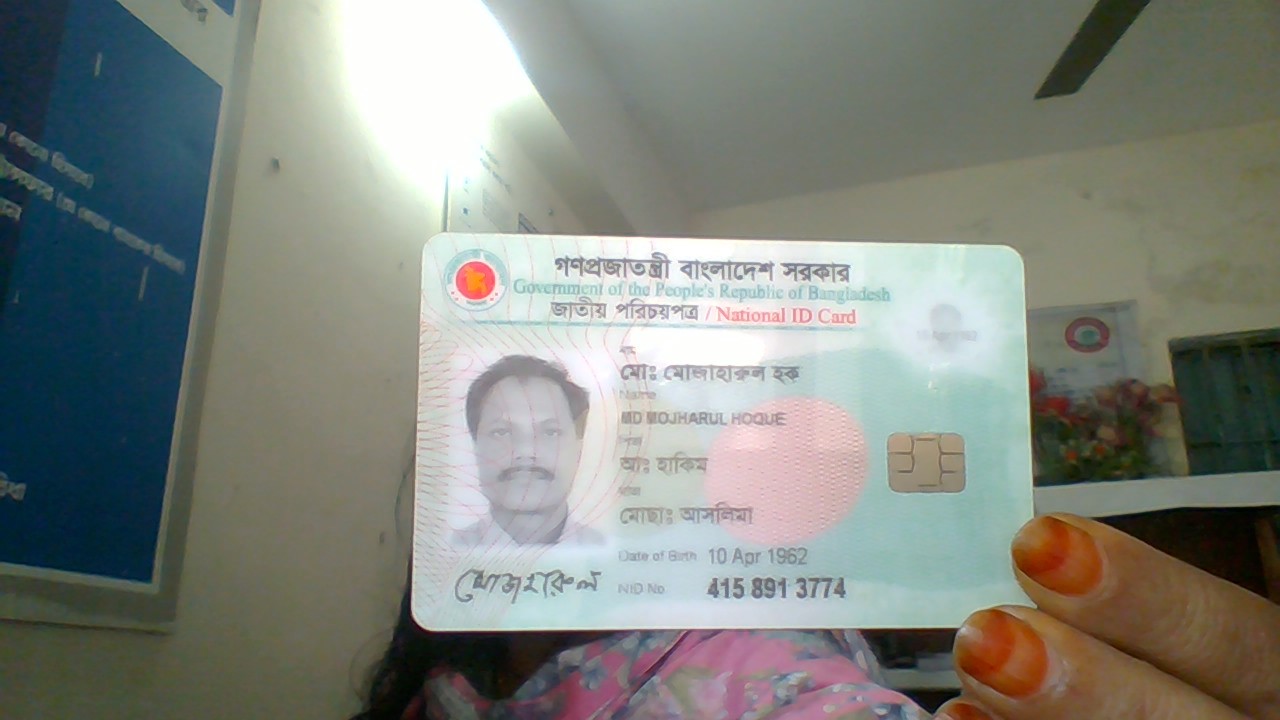 গণপ্রজাতন্ত্রী বাংলাদেশ সরকার
Government of the People's Republic of Bangladesh
জাতীয় পরিচয়পত্র / National ID Card
নাম
মোঃ মোজাহারুল হক
Name
MD MOJHARUL HOQUE
পিতা
আঃ হাকিম
মাতা
মোছাঃ আসলিমা
Date of Birth 10 Apr 1962
মোজাহারুল
NID No 415 891 3774